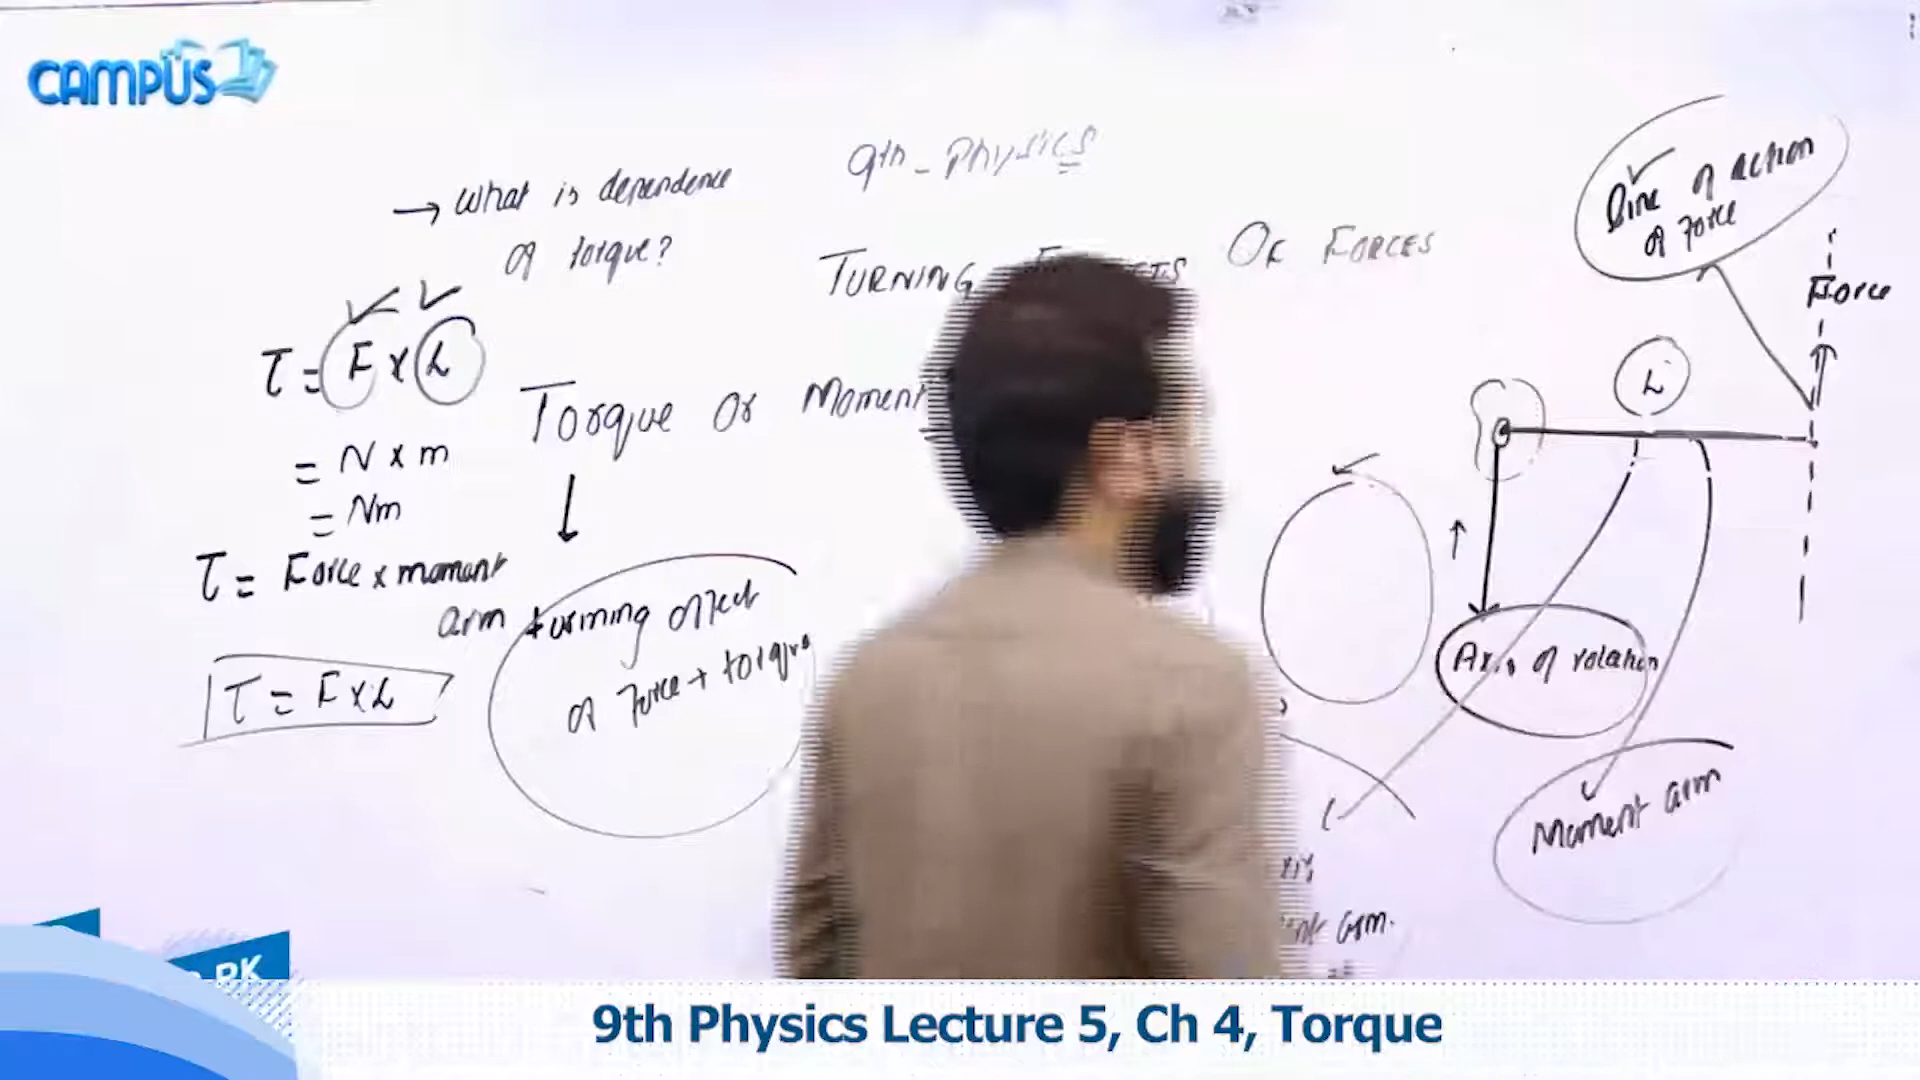 CAMPUS
9th - Physics
→ What is dependence
of torque?
TURNING OF FORCES
τ = F × L
= N × m
= Nm
τ = Force × moment
arm
τ = F × L
Torque or Moment
turning effect
of Force + torque
Line of action
of Force
Force
L
Axis of rotation
Moment arm
arm.
.PK
9th Physics Lecture 5, Ch 4, Torque